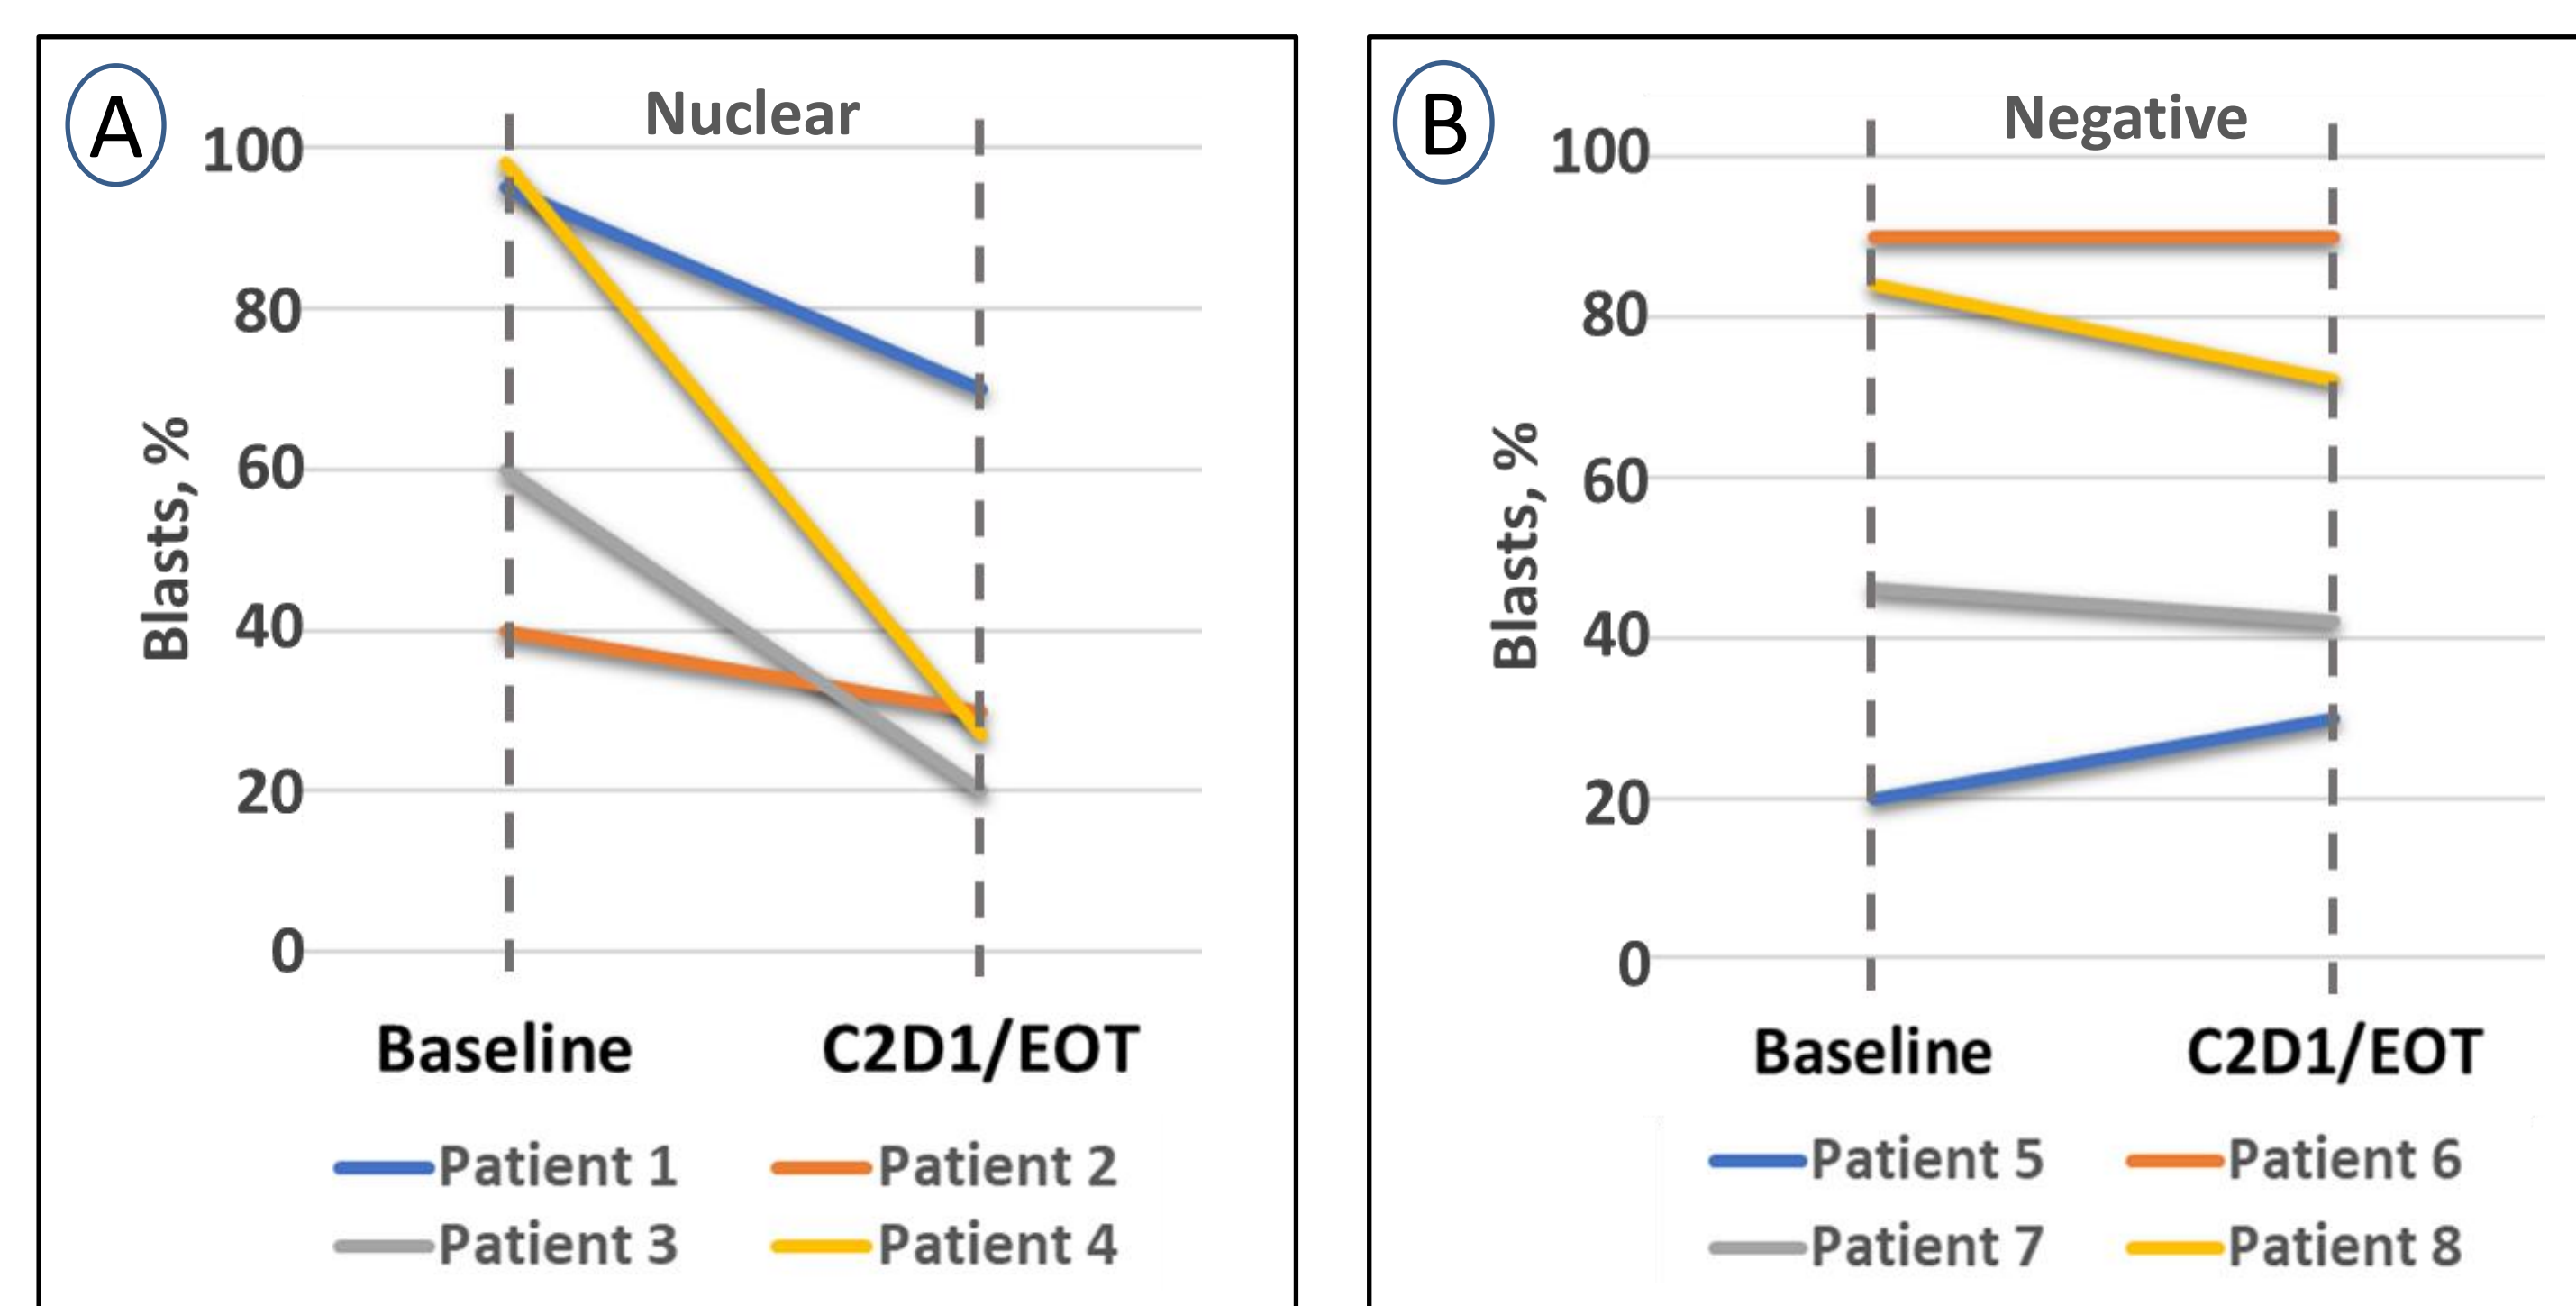 A
Nuclear
100
80
60
40
20
0
Blasts, %
Baseline C2D1/EOT
Patient 1 Patient 2
Patient 3 Patient 4
B
Negative
100
80
60
40
20
0
Blasts, %
Baseline C2D1/EOT
Patient 5 Patient 6
Patient 7 Patient 8